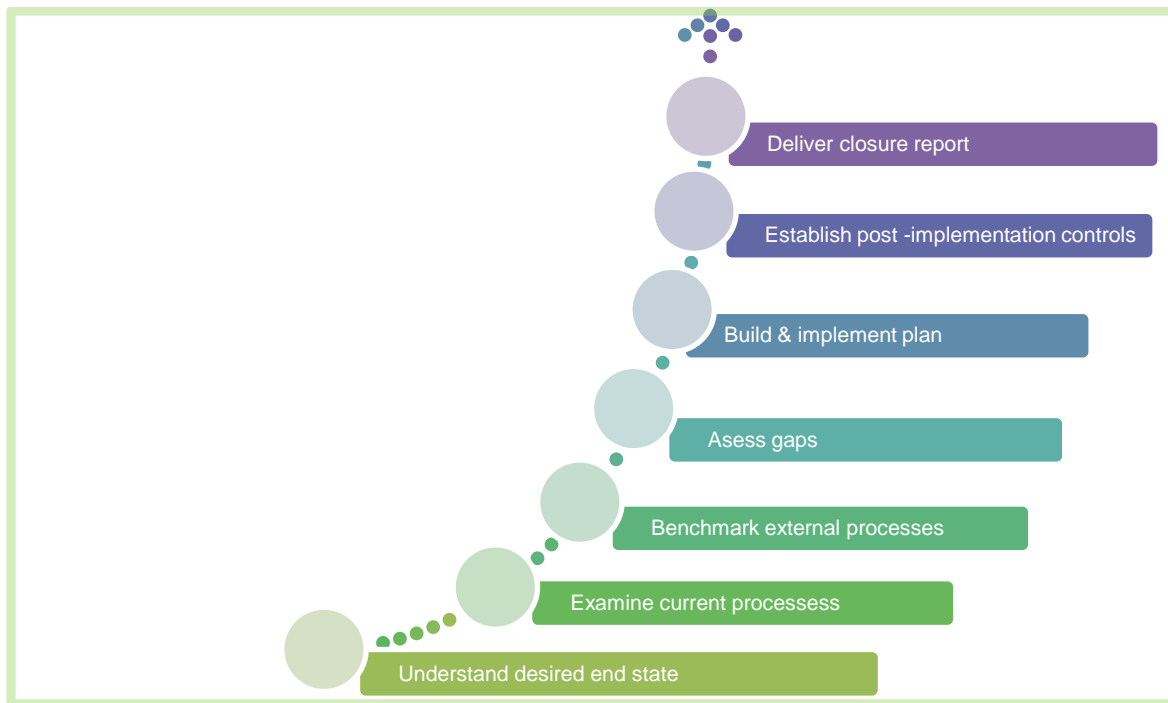 Deliver closure report
Establish post -implementation controls
Build & implement plan
Asess gaps
Benchmark external processes
Examine current processess
Understand desired end state